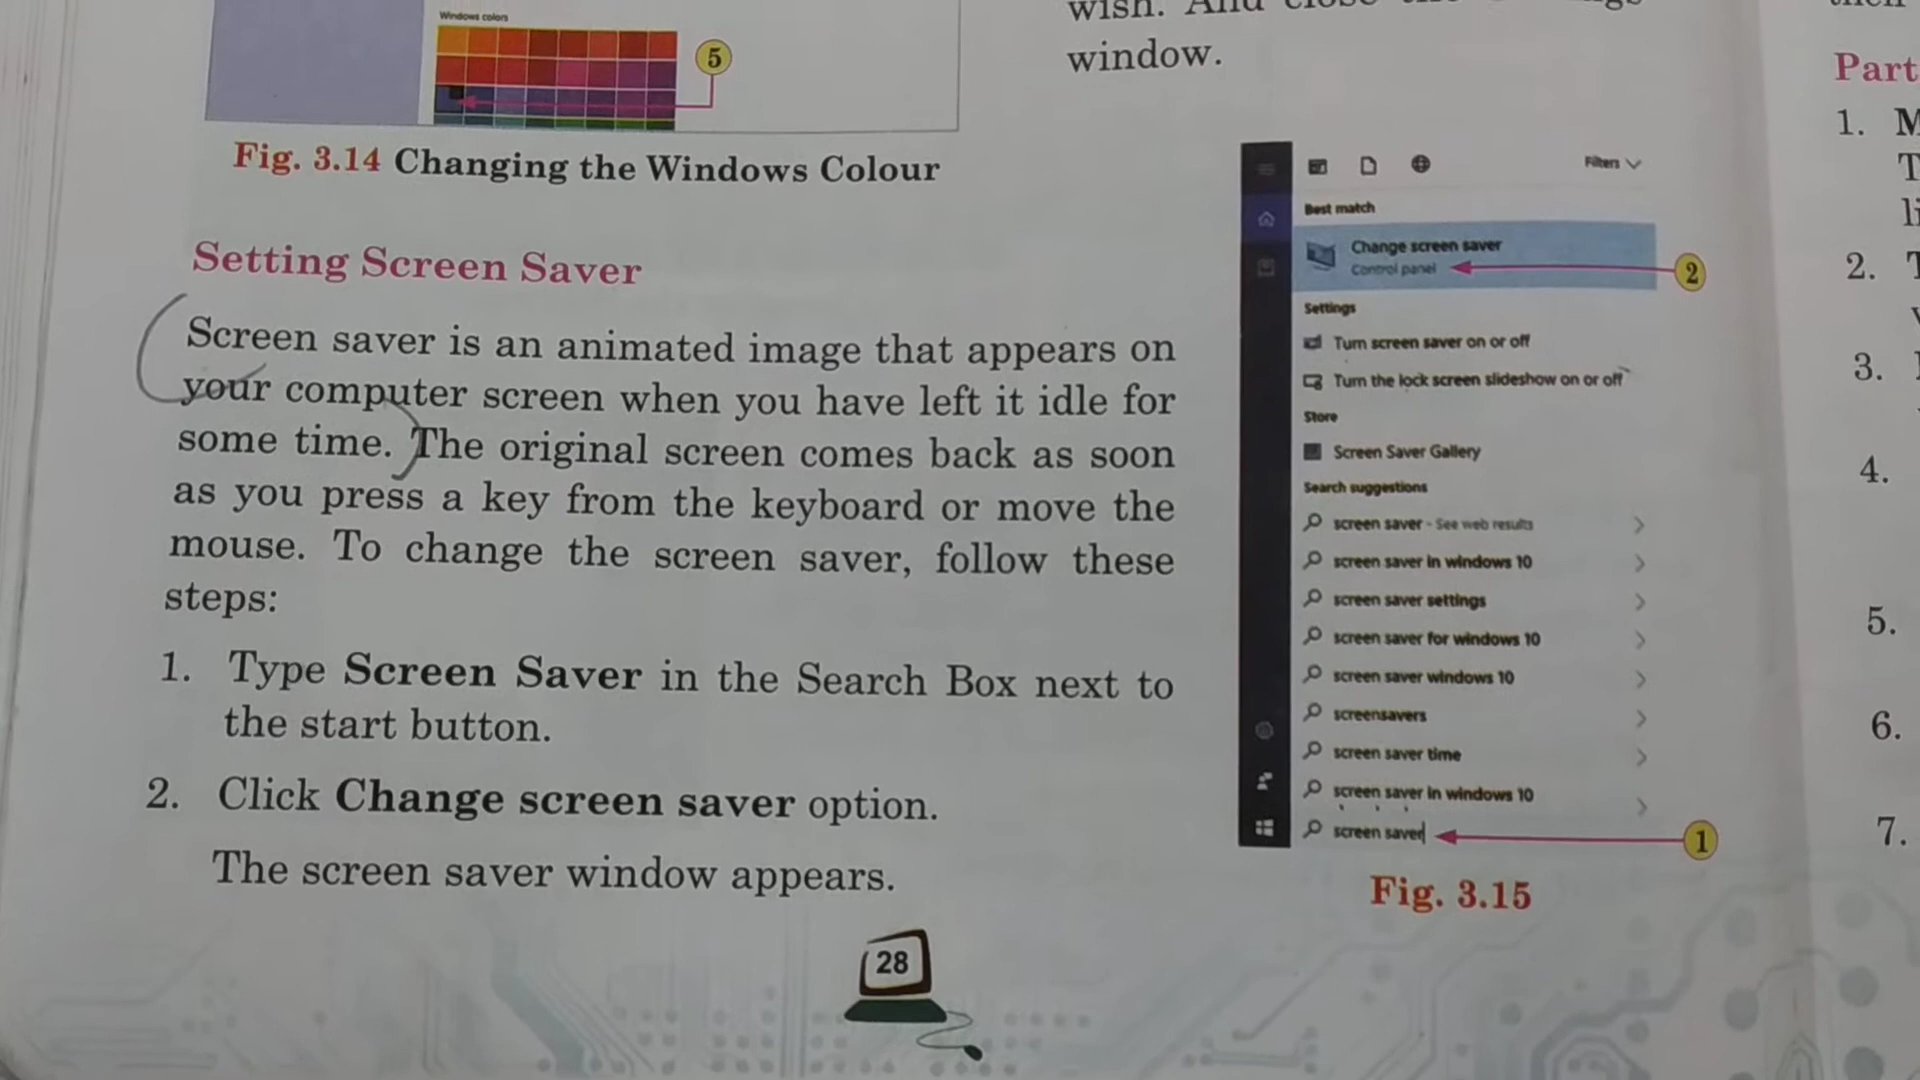 Windows colors
5
Fig. 3.14 Changing the Windows Colour
Setting Screen Saver
Screen saver is an animated image that appears on
your computer screen when you have left it idle for
some time. The original screen comes back as soon
as you press a key from the keyboard or move the
mouse. To change the screen saver, follow these
steps:
1. Type Screen Saver in the Search Box next to
the start button.
2. Click Change screen saver option.
The screen saver window appears.
28
wish. And
window.
Filters
Best match
Change screen saver
Control panel
2
Settings
Turn screen saver on or off
Turn the lock screen slideshow on or off
Store
Screen Saver Gallery
Search suggestions
screen saver - See web results
screen saver in windows 10
screen saver settings
screen saver for windows 10
screen saver windows 10
screensavers
screen saver time
screen saver in windows 10
screen saver
1
Fig. 3.15
Part
1.
2.
3.
4.
5.
6.
7.